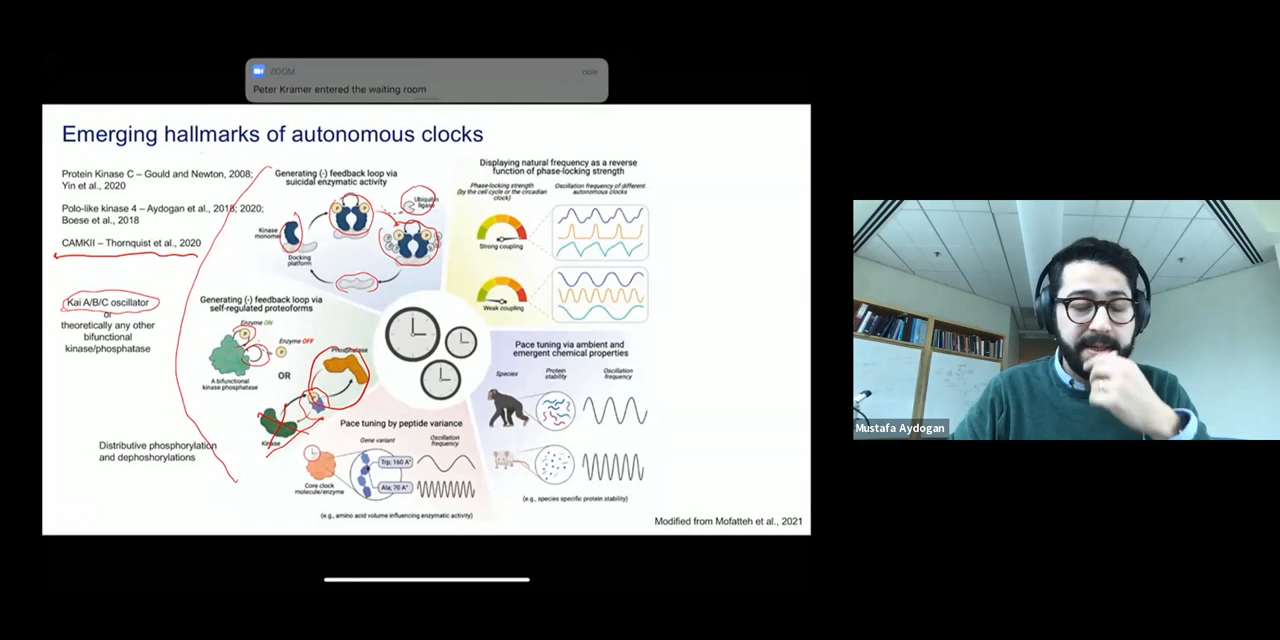 ZOOM
now
Peter Kramer entered the waiting room
Emerging hallmarks of autonomous clocks
Protein Kinase C – Gould and Newton, 2008;
Yin et al., 2020
Polo-like kinase 4 – Aydogan et al., 2018; 2020;
Boese et al., 2018
CAMKII – Thornquist et al., 2020
Kai A/B/C oscillator
or
theoretically any other
bifunctional
kinase/phosphatase
Distributive phosphorylation
and dephoshorylations
Generating (-) feedback loop via
suicidal enzymatic activity
Kinase
monomer
Docking
platform
Ubiquitin
ligase
Generating (-) feedback loop via
self-regulated proteoforms
Enzyme ON
Enzyme OFF
A bifunctional
kinase phosphatase
OR
Phosphatase
Kinase
Pace tuning by peptide variance
Gene variant
Oscillation
frequency
Core clock
molecule/enzyme
Trp; 160 A³
Ala; 70 A³
(e.g., amino acid volume influencing enzymatic activity)
Displaying natural frequency as a reverse
function of phase-locking strength
Phase-locking strength
(by the cell cycle or the circadian
clock)
Oscillation frequency of different
autonomous clocks
Strong coupling
Weak coupling
Pace tuning via ambient and
emergent chemical properties
Species
Protein
stability
Oscillation
frequency
(e.g., species specific protein stability)
Modified from Mofatteh et al., 2021
Mustafa Aydogan